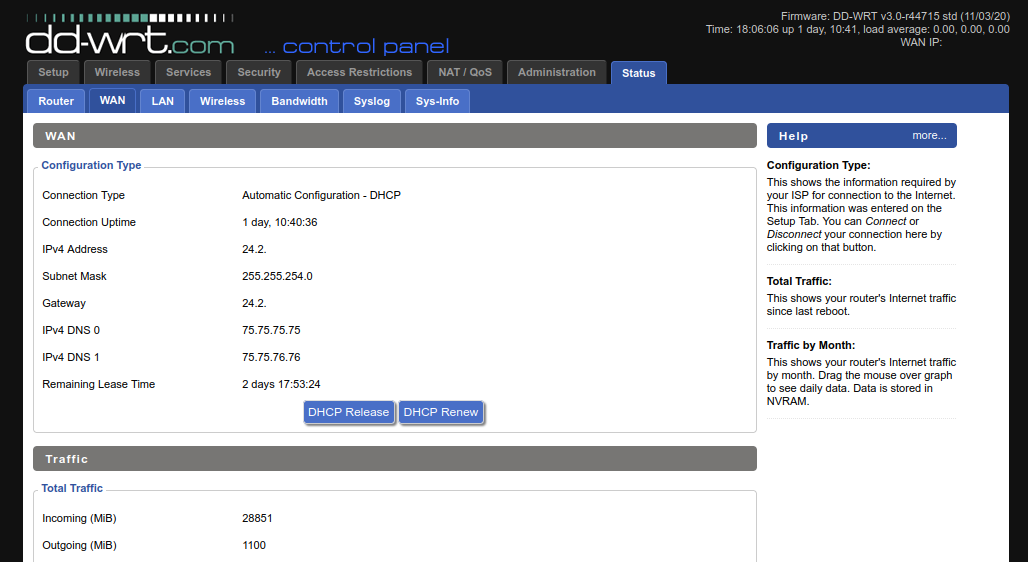 Firmware: DD-WRT v3.0-r44715 std (11/03/20)
Time: 18:06:06 up 1 day, 10:41, load average: 0.00, 0.00, 0.00
WAN IP:
dd-wrt.com ... control panel
Setup Wireless Services Security Access Restrictions NAT / QoS Administration Status
Router WAN LAN Wireless Bandwidth Syslog Sys-Info
WAN
Configuration Type
Connection Type Automatic Configuration - DHCP
Connection Uptime 1 day, 10:40:36
IPv4 Address 24.2.
Subnet Mask 255.255.254.0
Gateway 24.2.
IPv4 DNS 0 75.75.75.75
IPv4 DNS 1 75.75.76.76
Remaining Lease Time 2 days 17:53:24
DHCP Release DHCP Renew
Traffic
Total Traffic
Incoming (MiB) 28851
Outgoing (MiB) 1100
Help more...
Configuration Type:
This shows the information required by
your ISP for connection to the Internet.
This information was entered on the
Setup Tab. You can Connect or
Disconnect your connection here by
clicking on that button.
Total Traffic:
This shows your router's Internet traffic
since last reboot.
Traffic by Month:
This shows your router's Internet traffic
by month. Drag the mouse over graph
to see daily data. Data is stored in
NVRAM.